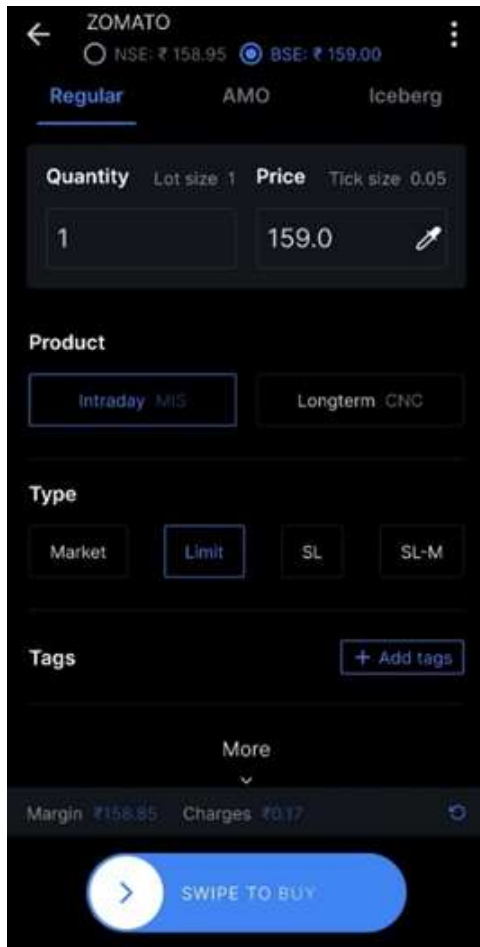 ZOMATO
NSE: ₹ 158.95 BSE: ₹ 159.00
Regular AMO Iceberg
Quantity Lot size 1 Price Tick size 0.05
1 159.0
Product
Intraday MIS Longterm CNC
Type
Market Limit SL SL-M
Tags + Add tags
More
Margin ₹158.85 Charges ₹0.17
SWIPE TO BUY